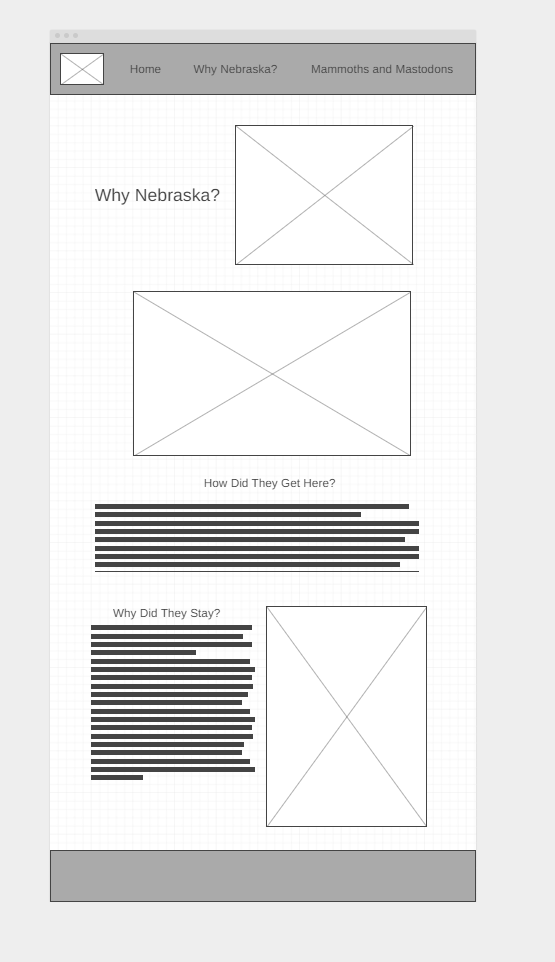 Home Why Nebraska? Mammoths and Mastodons
Why Nebraska?
How Did They Get Here?
Why Did They Stay?